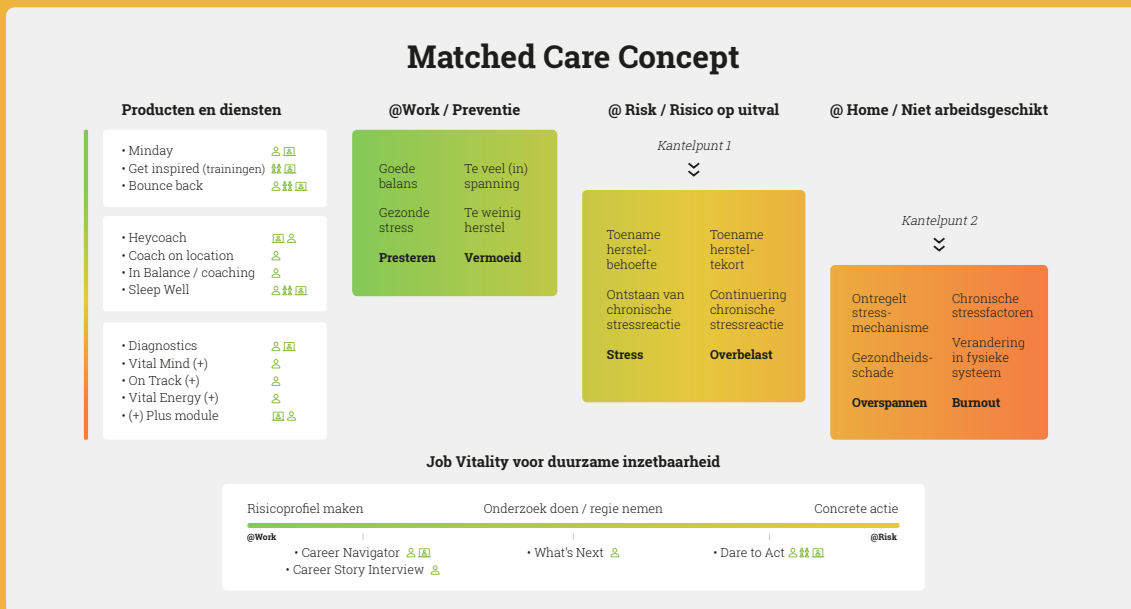 Matched Care Concept
Producten en diensten
• Minday
• Get inspired (trainingen)
• Bounce back
• Heycoach
• Coach on location
• In Balance / coaching
• Sleep Well
• Diagnostics
• Vital Mind (+)
• On Track (+)
• Vital Energy (+)
• (+) Plus module
@Work / Preventie
Goede
balans
Gezonde
stress
Presteren
Te veel (in)
spanning
Te weinig
herstel
Vermoeid
@ Risk / Risico op uitval
Kantelpunt 1
Toename
herstel-
behoefte
Ontstaan van
chronische
stressreactie
Stress
Toename
herstel-
tekort
Continuering
chronische
stressreactie
Overbelast
@ Home / Niet arbeidsgeschikt
Kantelpunt 2
Ontregelt
stress-
mechanisme
Gezondheids-
schade
Overspannen
Chronische
stressfactoren
Verandering
in fysieke
systeem
Burnout
Job Vitality voor duurzame inzetbaarheid
Risicoprofiel maken
Onderzoek doen / regie nemen
Concrete actie
@Work
@Risk
• Career Navigator
• Career Story Interview
• What's Next
• Dare to Act